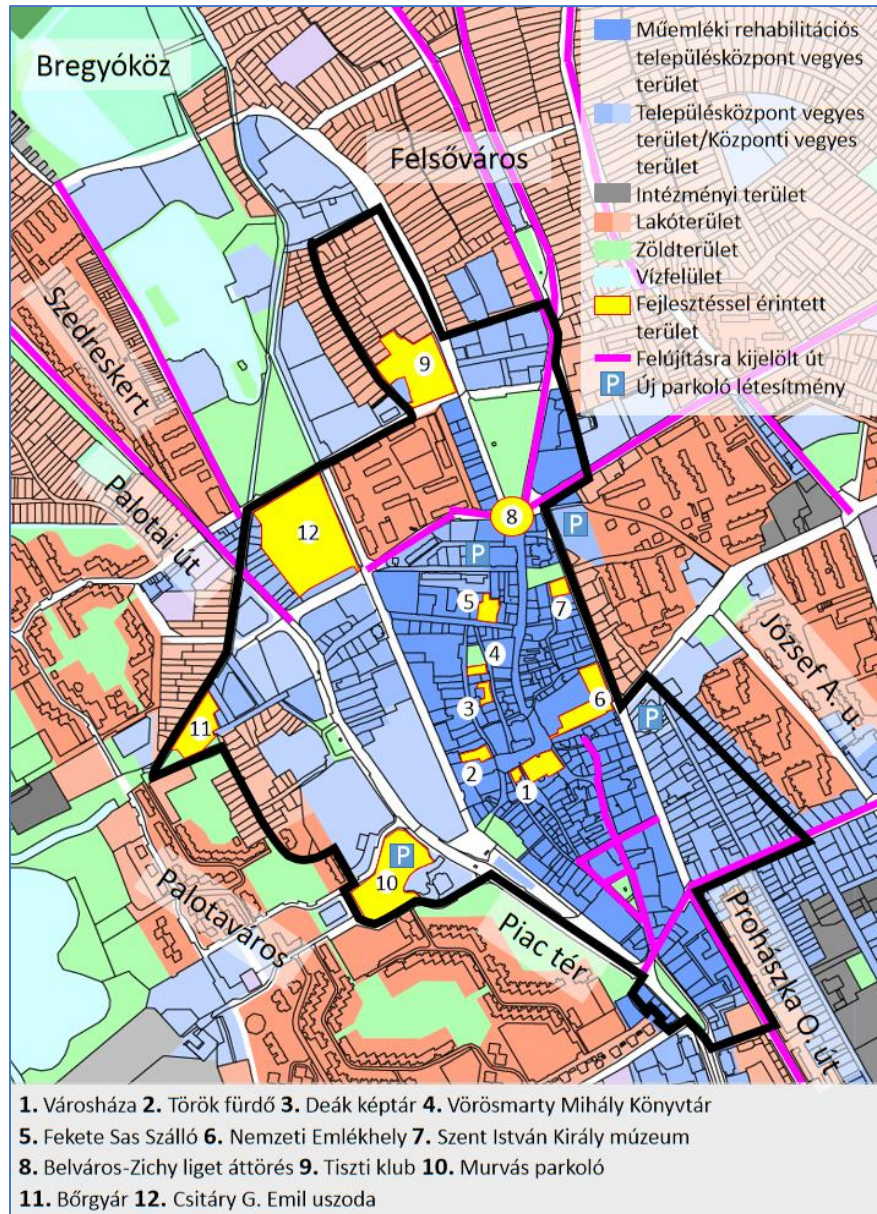 Bregyóköz
Felsőváros
Szedreskert
Palotai út
József A. u.
Palotaváros
Piac tér
Prohászka O. út
Műemléki rehabilitációs
településközpont vegyes
terület
Településközpont vegyes
terület/Központi vegyes
terület
Intézményi terület
Lakóterület
Zöldterület
Vízfelület
Fejlesztéssel érintett
terület
Felújításra kijelölt út
P Új parkoló létesítmény
9
12
8
P
P
5
7
4
6
3
P
11
2
1
P
10
1. Városháza 2. Török fürdő 3. Deák képtár 4. Vörösmarty Mihály Könyvtár
5. Fekete Sas Szálló 6. Nemzeti Emlékhely 7. Szent István Király múzeum
8. Belváros-Zichy liget áttörés 9. Tiszti klub 10. Murvás parkoló
11. Bőrgyár 12. Csitáry G. Emil uszoda